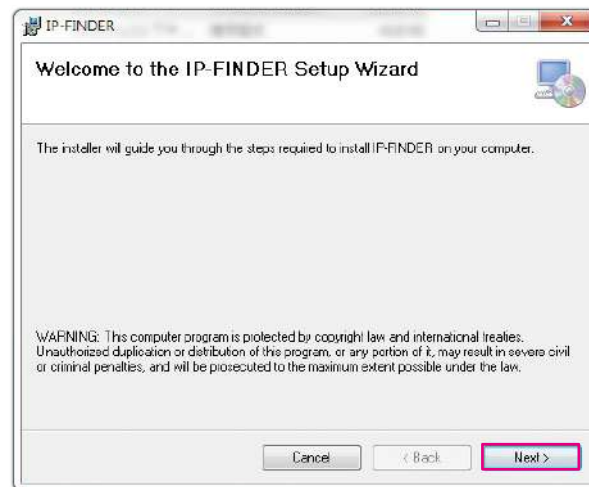 IP-FINDER
Welcome to the IP-FINDER Setup Wizard
The installer will guide you through the steps required to install IP-FINDER on your computer.
WARNING: This computer program is protected by copyright law and international treaties.
Unauthorized duplication or distribution of this program, or any portion of it, may result in severe civil
or criminal penalties, and will be prosecuted to the maximum extent possible under the law.
Cancel
< Back
Next >